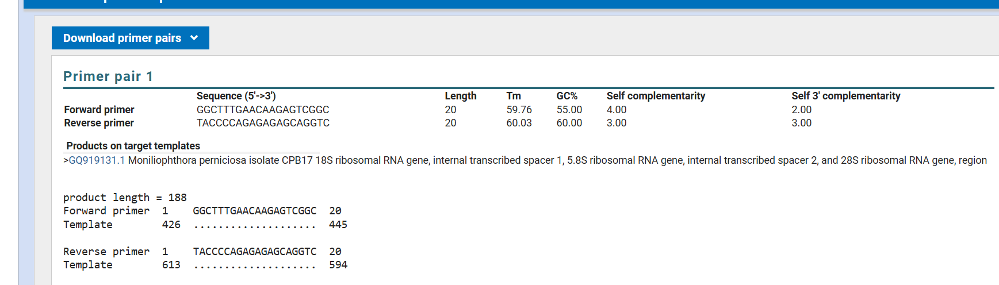 Download primer pairs
Primer pair 1
Sequence (5'->3') Length Tm GC% Self complementarity Self 3' complementarity
Forward primer GGCTTTGAACAAGAGTCGGC 20 59.76 55.00 4.00 2.00
Reverse primer TACCCCAGAGAGAGCAGGTC 20 60.03 60.00 3.00 3.00
Products on target templates
>GQ919131.1 Moniliophthora perniciosa isolate CPB17 18S ribosomal RNA gene, internal transcribed spacer 1, 5.8S ribosomal RNA gene, internal transcribed spacer 2, and 28S ribosomal RNA gene, region
product length = 188
Forward primer 1 GGCTTTGAACAAGAGTCGGC 20
Template 426 .................... 445
Reverse primer 1 TACCCCAGAGAGAGCAGGTC 20
Template 613 .................... 594